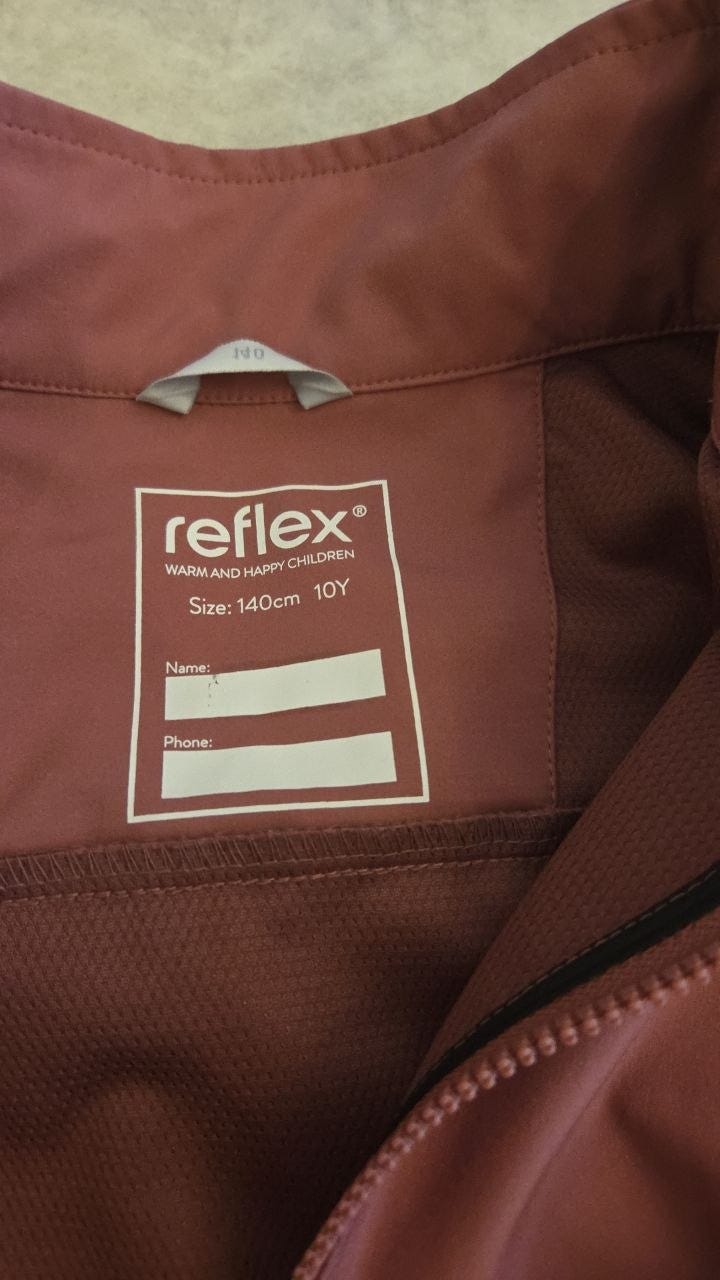 140
reflex®
WARM AND HAPPY CHILDREN
Size: 140cm 10Y
Name:
Phone: